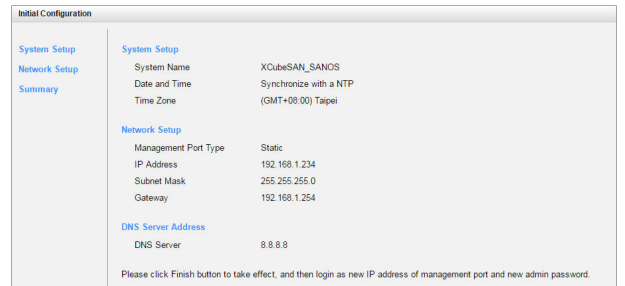 Initial Configuration
System Setup
Network Setup
Summary
System Setup
System Name XCubeSAN_SANOS
Date and Time Synchronize with a NTP
Time Zone (GMT+08:00) Taipei
Network Setup
Management Port Type Static
IP Address 192.168.1.234
Subnet Mask 255.255.255.0
Gateway 192.168.1.254
DNS Server Address
DNS Server 8.8.8.8
Please click Finish button to take effect, and then login as new IP address of management port and new admin password.